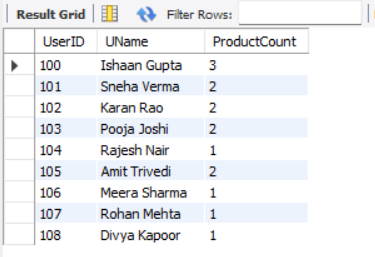 Result Grid Filter Rows:
UserID UName ProductCount
100 Ishaan Gupta 3
101 Sneha Verma 2
102 Karan Rao 2
103 Pooja Joshi 2
104 Rajesh Nair 1
105 Amit Trivedi 2
106 Meera Sharma 1
107 Rohan Mehta 1
108 Divya Kapoor 1